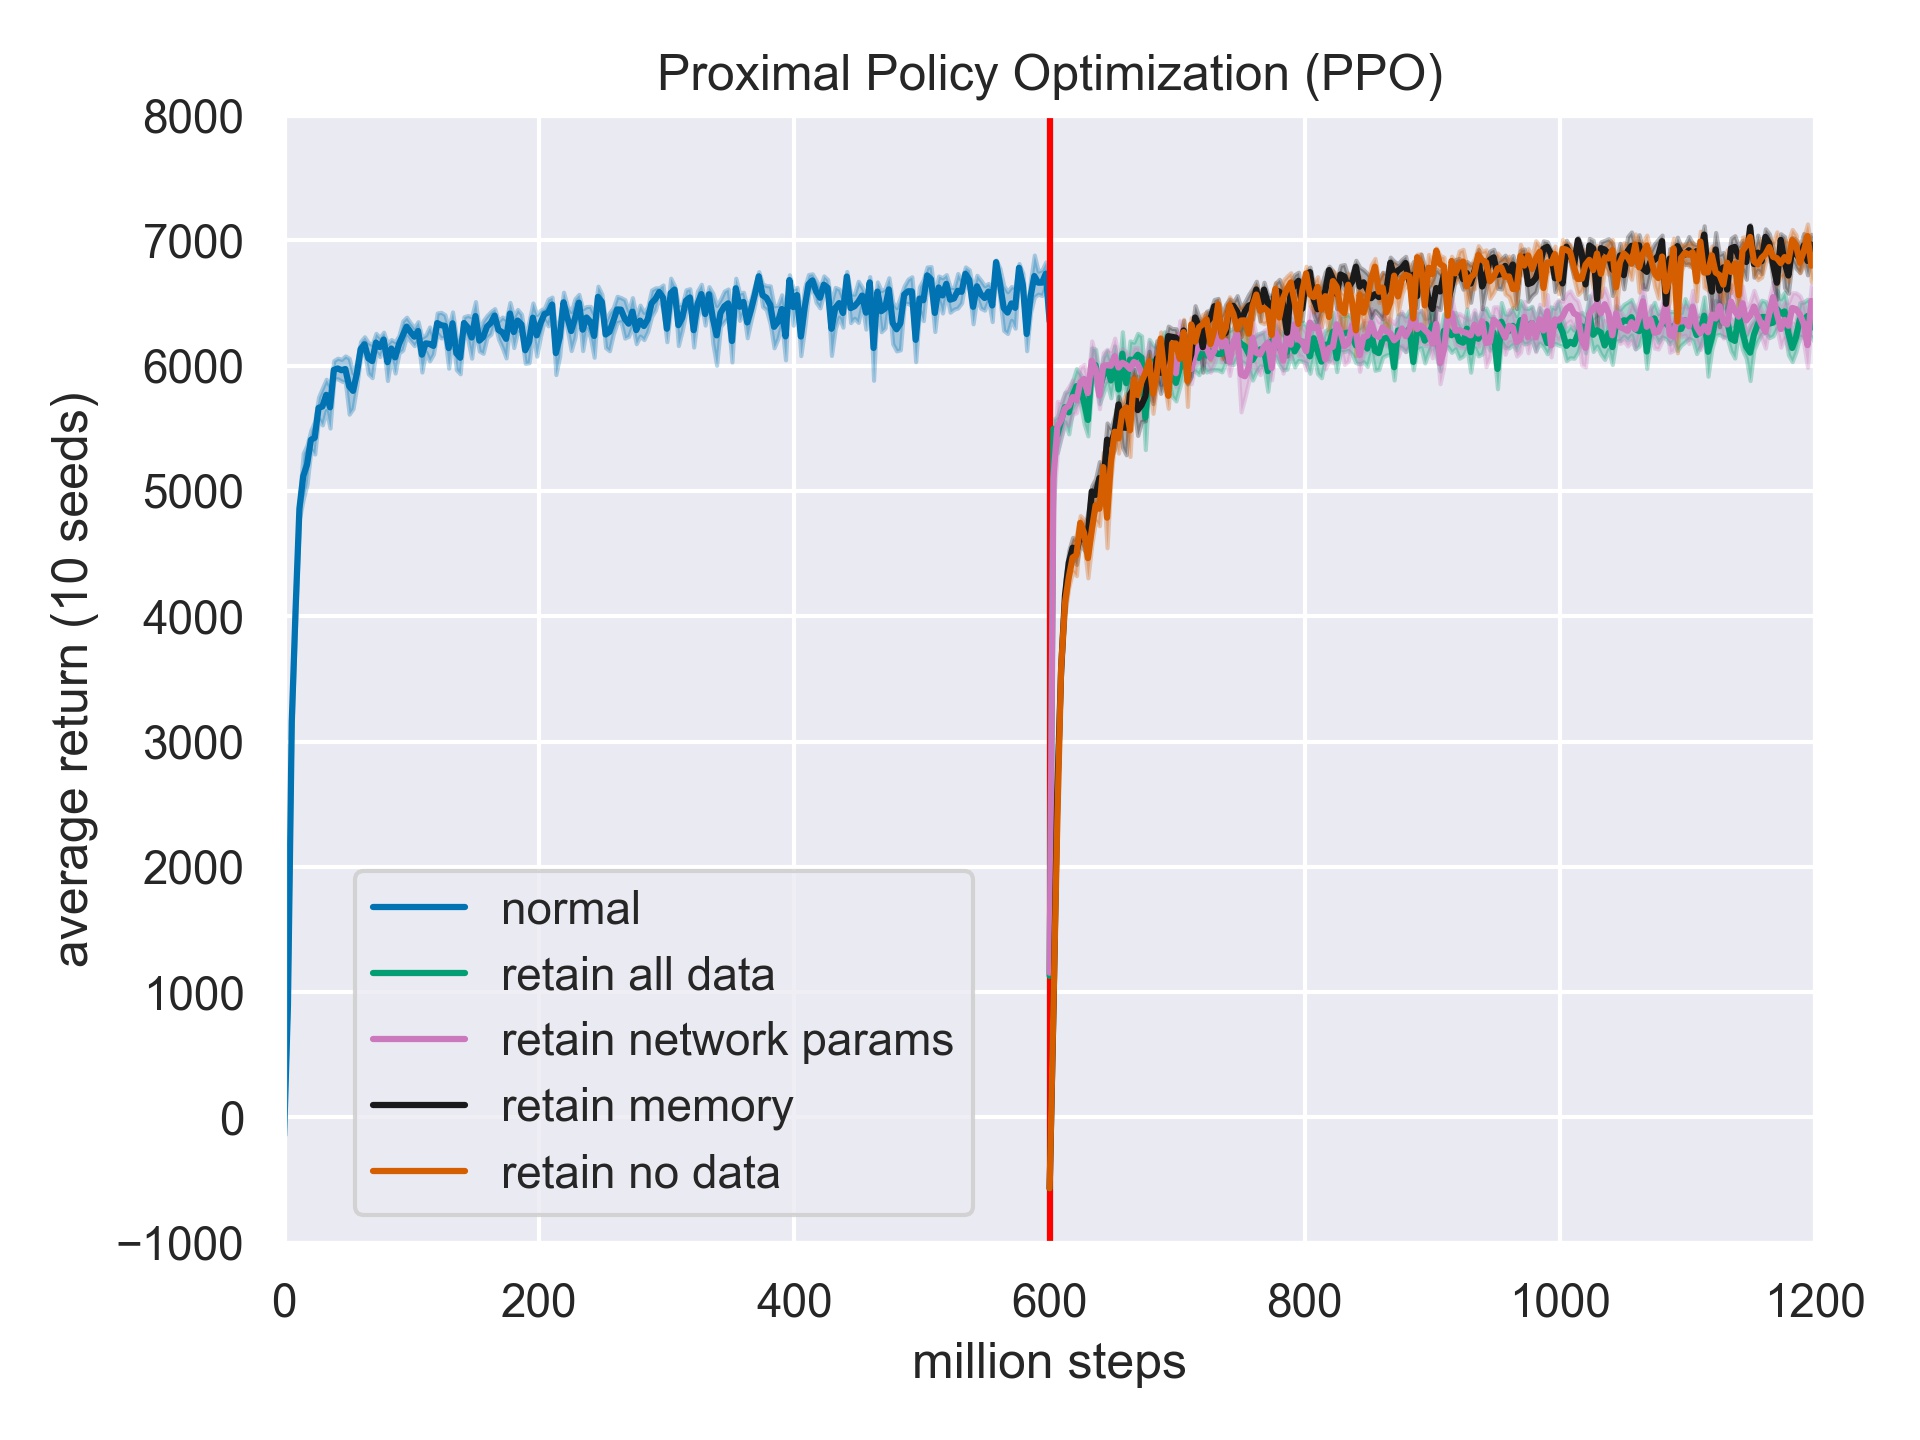 Proximal Policy Optimization (PPO)
8000
7000
6000
5000
4000
3000
2000
1000
0
−1000
average return (10 seeds)
normal
retain all data
retain network params
retain memory
retain no data
0 200 400 600 800 1000 1200
million steps